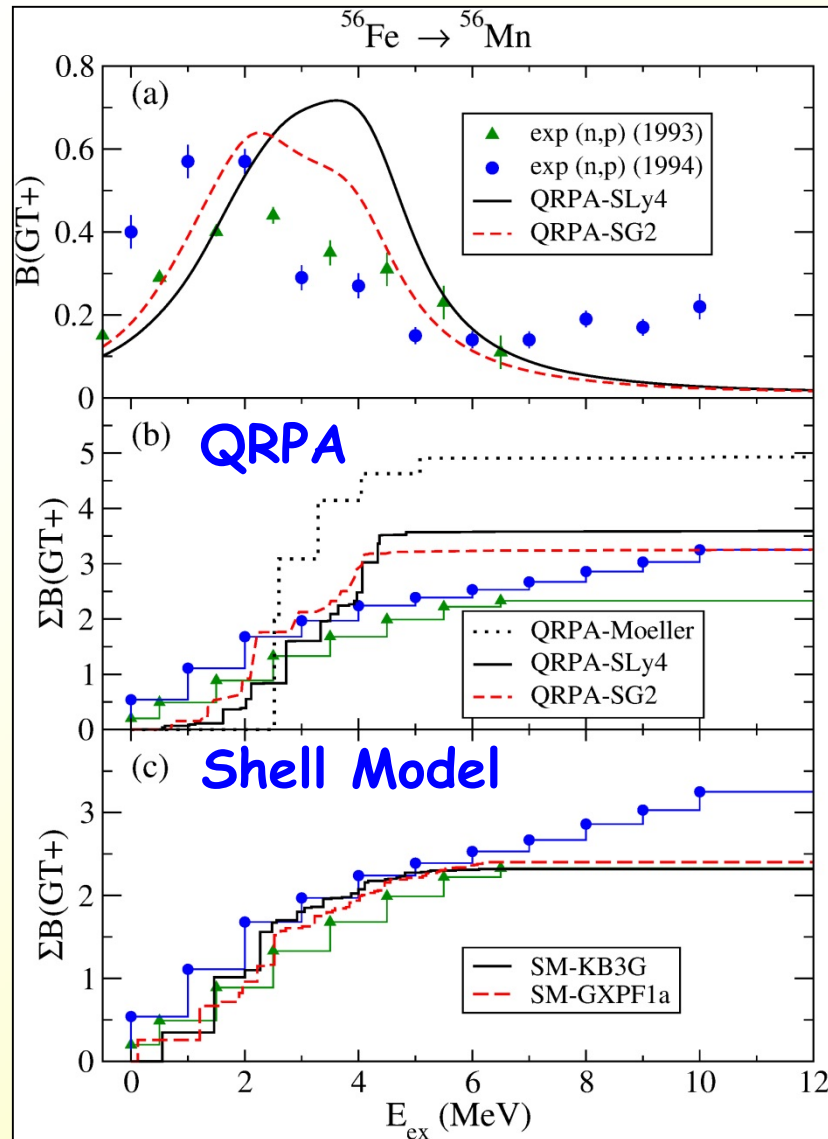 ⁵⁶Fe → ⁵⁶Mn
(a)
0.8
0.6
0.4
0.2
0
B(GT+)
exp (n,p) (1993)
exp (n,p) (1994)
QRPA-SLy4
QRPA-SG2
(b)
QRPA
5
4
3
2
1
0
ΣB(GT+)
QRPA-Moeller
QRPA-SLy4
QRPA-SG2
(c)
Shell Model
3
2
1
0
ΣB(GT+)
SM-KB3G
SM-GXPF1a
0 2 4 6 8 10 12
E_ex (MeV)